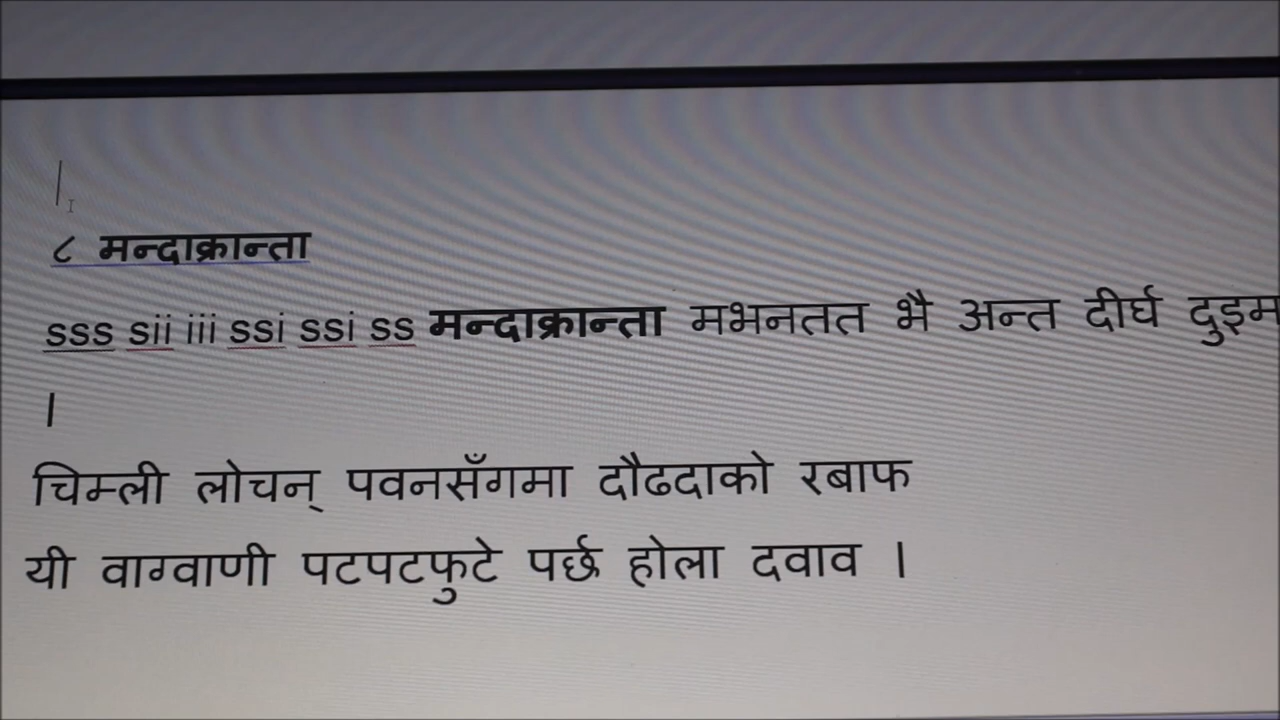 ८ मन्दाक्रान्ता
sss sii iii ssi ssi ss मन्दाक्रान्ता मभनतत भै अन्त दीर्घ दुइम
।
चिम्ली लोचन् पवनसँगमा दौढदाको रबाफ
यी वाग्वाणी पटपटफुटे पर्छ होला दवाव ।